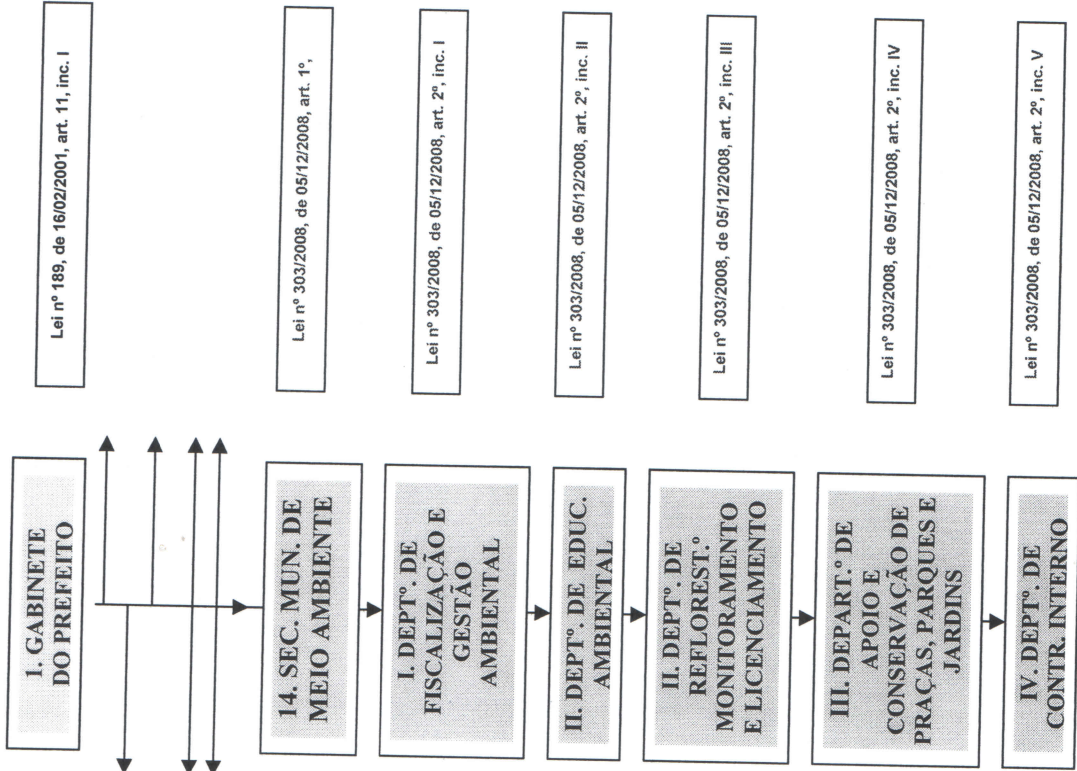 1. GABINETE
DO PREFEITO
Lei nº 189, de 16/02/2001, art. 11, inc. I
14. SEC. MUN. DE
MEIO AMBIENTE
Lei nº 303/2008, de 05/12/2008, art. 1º,
I. DEPTº. DE
FISCALIZAÇÃO E
GESTÃO
AMBIENTAL
Lei nº 303/2008, de 05/12/2008, art. 2º, inc. I
II. DEPTº. DE EDUC.
AMBIENTAL
Lei nº 303/2008, de 05/12/2008, art. 2º, inc. II
II. DEPTº. DE
REFLOREST.º
MONITORAMENTO
E LICENCIAMENTO
Lei nº 303/2008, de 05/12/2008, art. 2º, inc. III
III. DEPART.º DE
APOIO E
CONSERVAÇÃO DE
PRAÇAS, PARQUES E
JARDINS
Lei nº 303/2008, de 05/12/2008, art. 2º, inc. IV
IV. DEPTº. DE
CONTR. INTERNO
Lei nº 303/2008, de 05/12/2008, art. 2º, inc. V